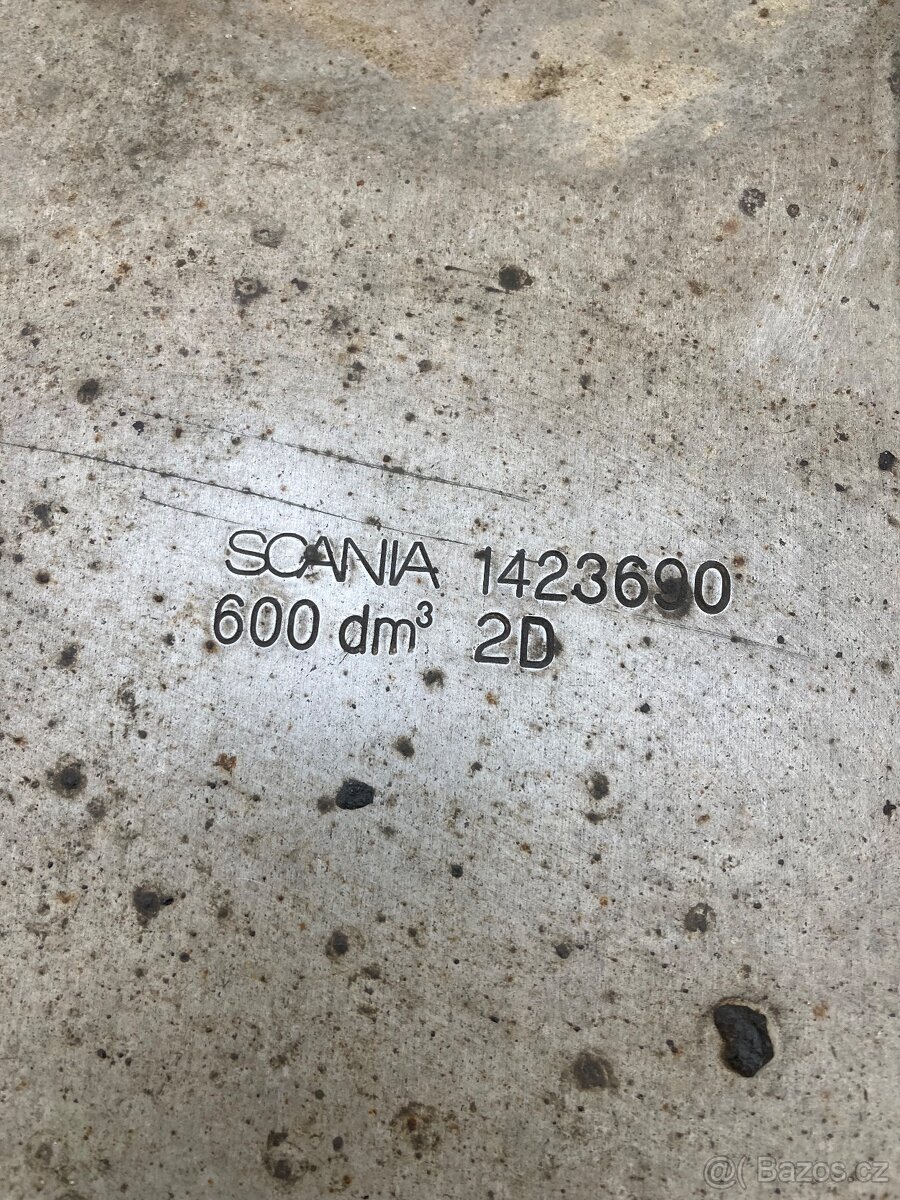 SCANIA 1423690
600 dm³ 2D
@( Bazos.cz